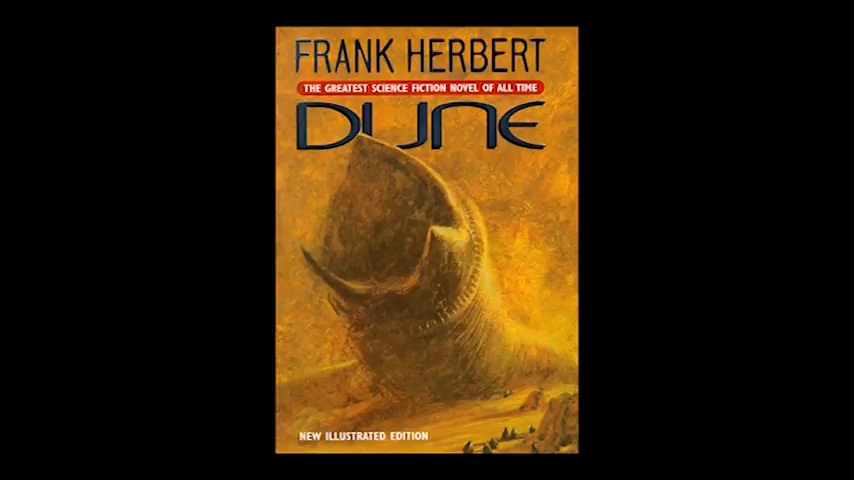 FRANK HERBERT
THE GREATEST SCIENCE FICTION NOVEL OF ALL TIME
DUNE
NEW ILLUSTRATED EDITION